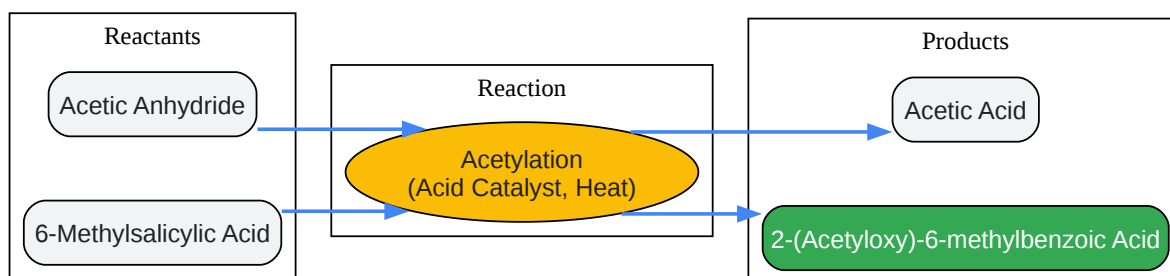 Reactants
Acetic Anhydride
6-Methylsalicylic Acid
Reaction
Acetylation
(Acid Catalyst, Heat)
Products
Acetic Acid
2-(Acetyloxy)-6-methylbenzoic Acid